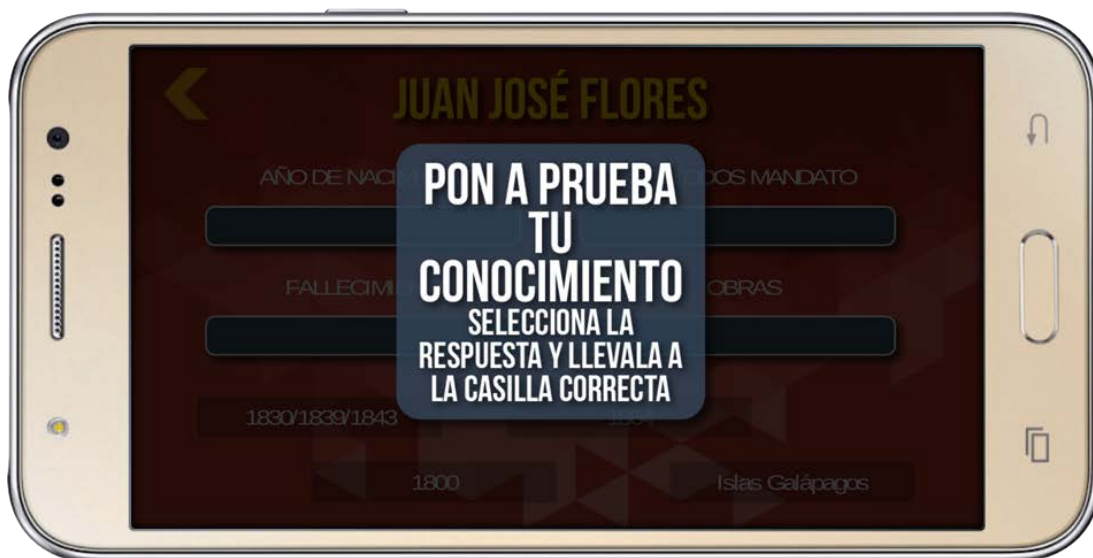 JUAN JOSÉ FLORES
AÑO DE NACI
DOS MANDATO
PON A PRUEBA
TU
CONOCIMIENTO
SELECCIONA LA
RESPUESTA Y LLEVALA A
LA CASILLA CORRECTA
FALLECIMI
OBRAS
1830/1839/1843
1800
Islas Galápagos